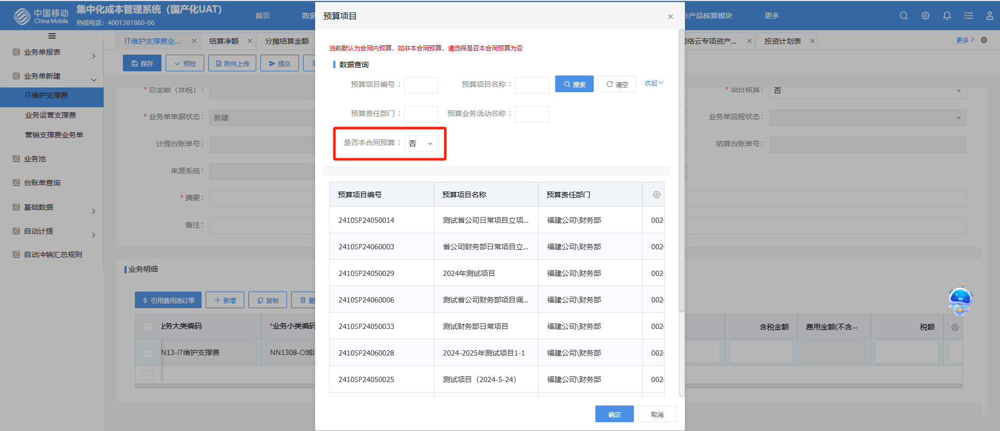 中国移动
China Mobile
集中化成本管理系统（国产化UAT）
热线电话：4001381860-06
首页
数据
分产品核算模块
更多
业务单报表
业务单新建
IT维护支撑费
业务运营支撑费
营销支撑费业务单
业务池
台账单查询
基础数据
自动计提
自动冲销汇总规则
IT维护支撑费业...
结算净额
分摊结算金额
网络云专项资产...
投资计划表
更多
保存
预检
附件上传
提交
* 总金额（含税）：
* 业务单单据状态：
新建
计提台账单号：
来源系统：
* 摘要：
备注：
* 项目核算：
否
业务单流程状态：
结算台账单号：
业务明细
$ 引用费用池订单
新增
复制
删
业务大类编码
*业务小类编码
含税金额
费用金额(不含...
税额
N13-IT维护支撑费
NN1308-O域I
预算项目
当前默认为合同内预算，如非本合同预算，请选择是否本合同预算为否
数据查询
预算项目编号：
预算项目名称：
搜索
清空
收起
预算责任部门：
预算业务活动名称：
是否本合同预算：
否
预算项目编号
预算项目名称
预算责任部门
2410SP24050014
测试省公司日常项目立项...
福建公司\财务部
0024
2410SP24060003
省公司财务部日常项目立...
福建公司\财务部
0024
2410SP24050029
2024年测试项目
福建公司\财务部
0024
2410SP24060006
测试省公司财务部项目调...
福建公司\财务部
0024
2410SP24050033
测试财务部日常项目
福建公司\财务部
0024
2410SP24060028
2024-2025年测试项目1-1
福建公司\财务部
0024
2410SP24050025
测试项目（2024-5-24）
福建公司\财务部
0024
确定
取消